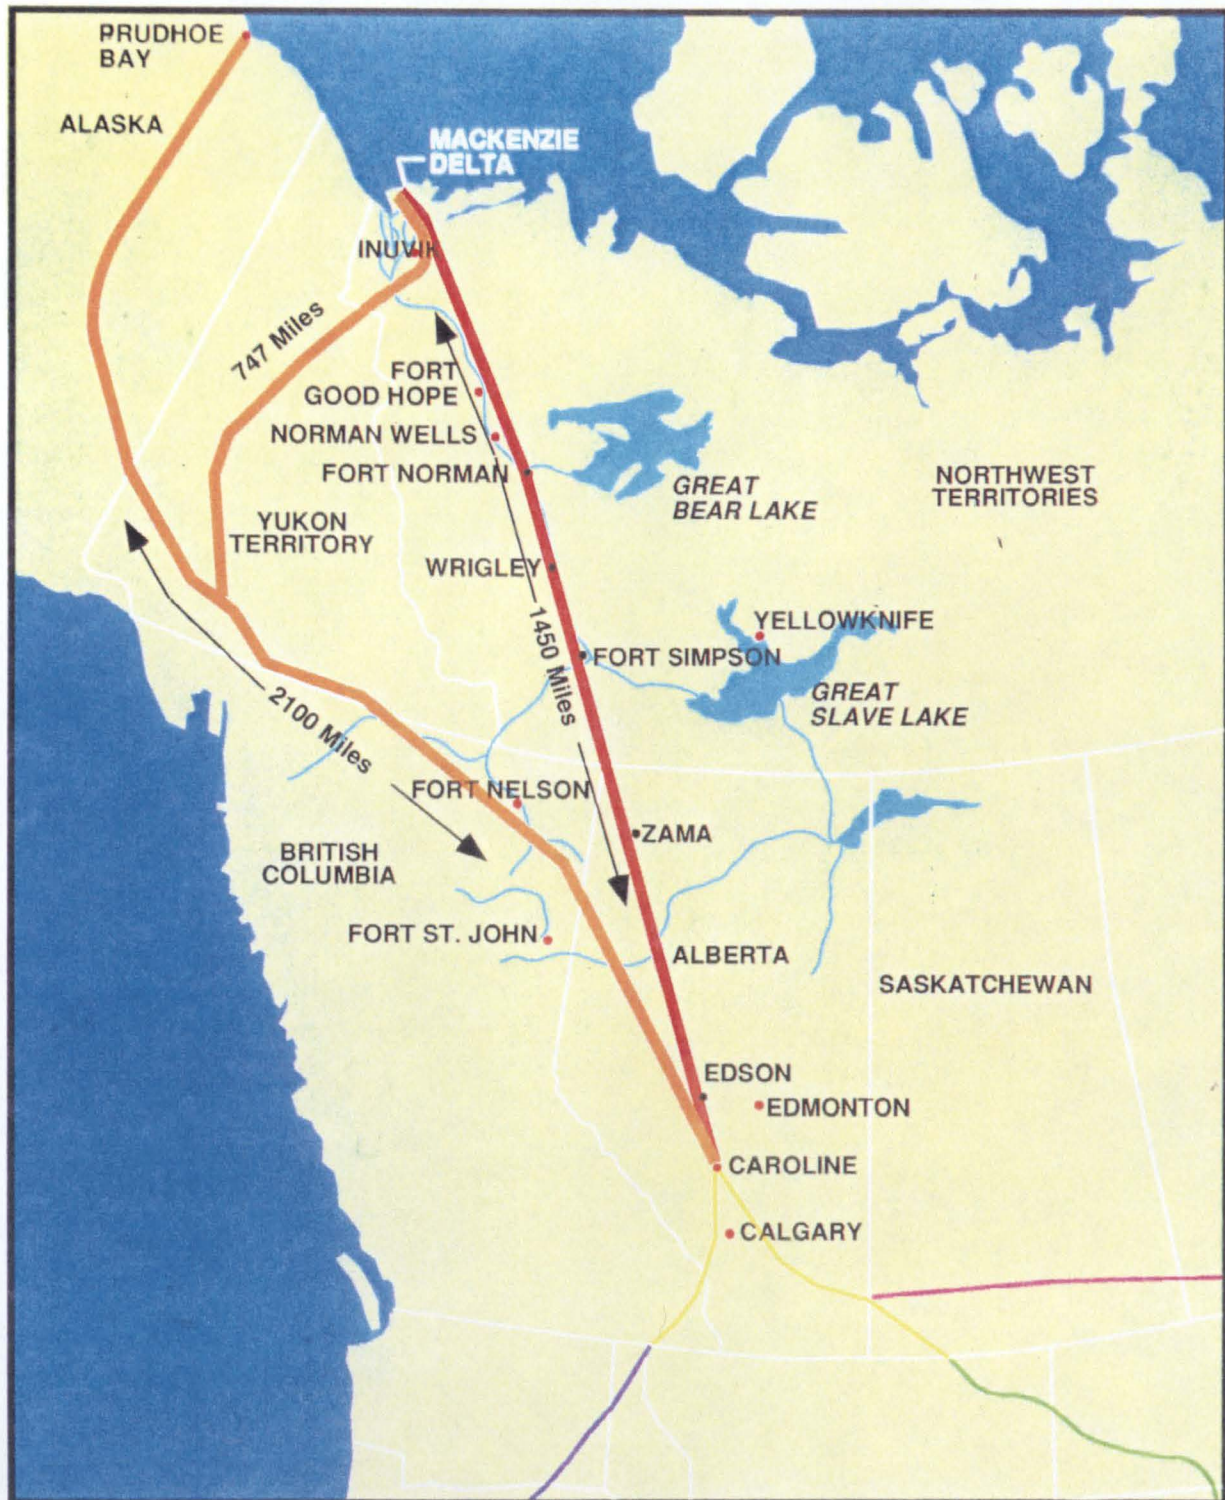 PRUDHOE
BAY
ALASKA
MACKENZIE
DELTA
INUVIK
747 Miles
FORT
GOOD HOPE
NORMAN WELLS
FORT NORMAN
GREAT
BEAR LAKE
NORTHWEST
TERRITORIES
YUKON
TERRITORY
WRIGLEY
1450 Miles
YELLOWKNIFE
FORT SIMPSON
GREAT
SLAVE LAKE
2100 Miles
FORT NELSON
ZAMA
BRITISH
COLUMBIA
FORT ST. JOHN
ALBERTA
SASKATCHEWAN
EDSON
EDMONTON
CAROLINE
CALGARY